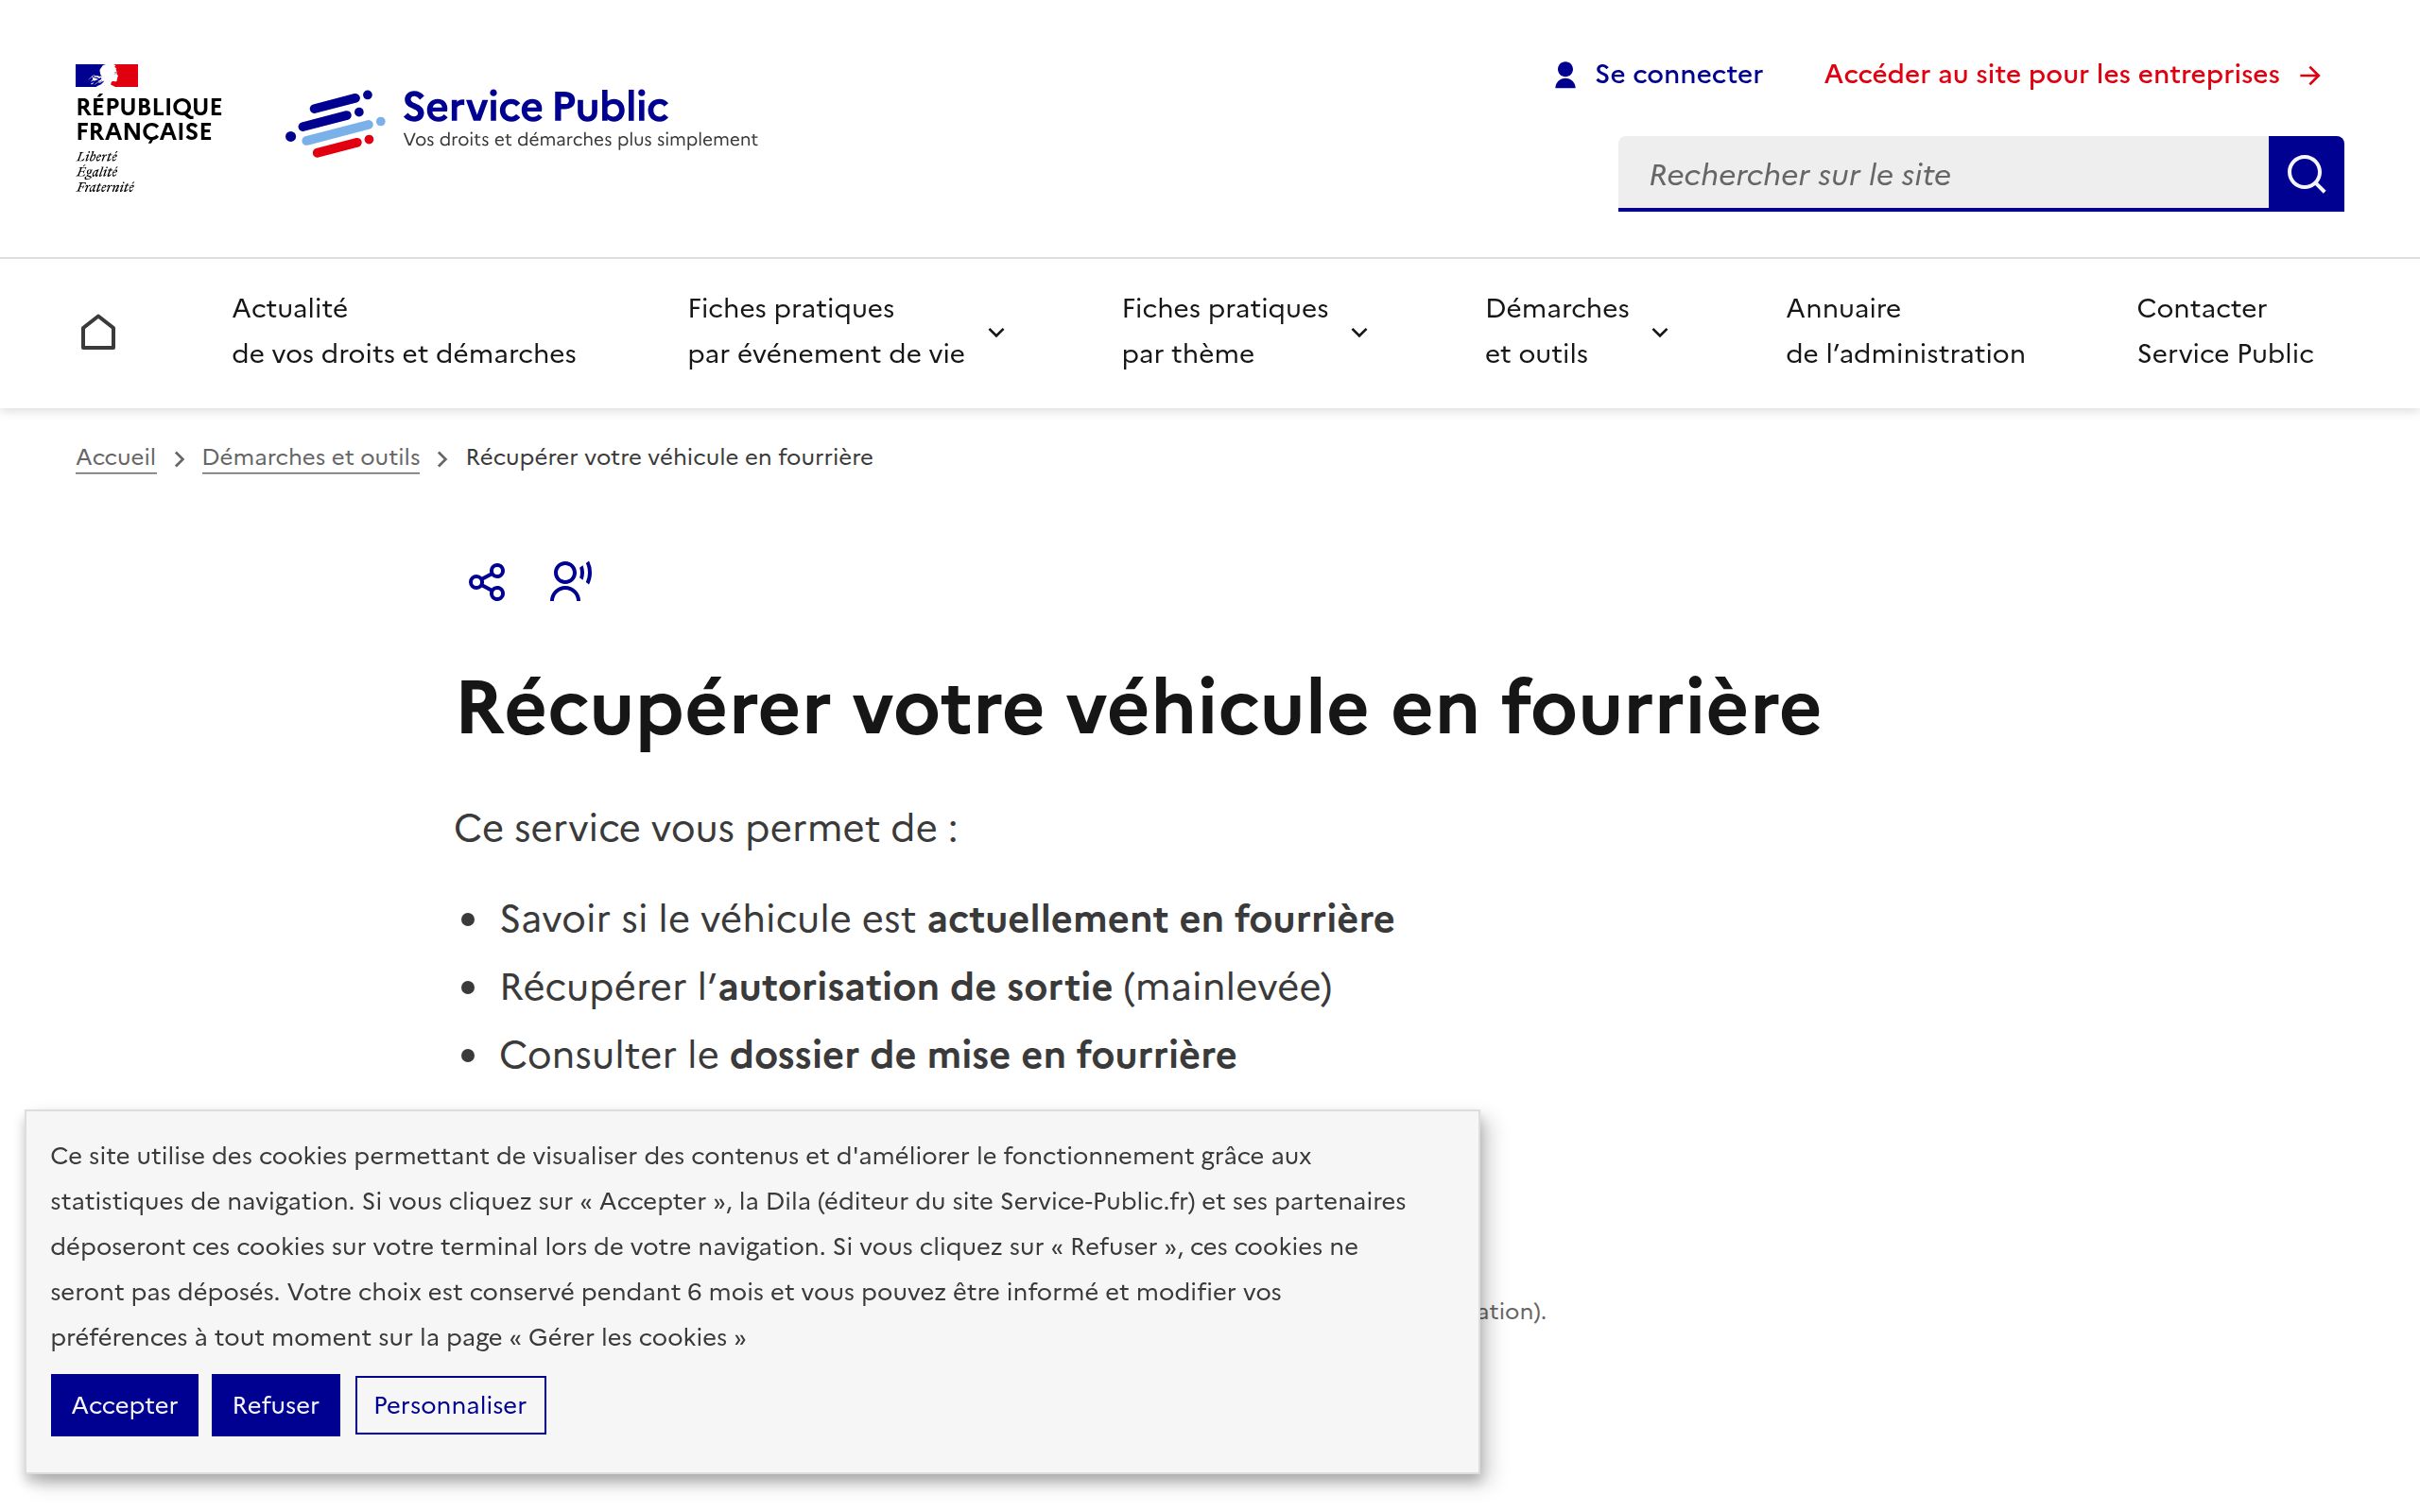 RÉPUBLIQUE
FRANÇAISE
Liberté
Égalité
Fraternité
Service Public
Vos droits et démarches plus simplement
Se connecter
Accéder au site pour les entreprises
Rechercher sur le site
Actualité
de vos droits et démarches
Fiches pratiques
par événement de vie
Fiches pratiques
par thème
Démarches
et outils
Annuaire
de l’administration
Contacter
Service Public
Accueil
Démarches et outils
Récupérer votre véhicule en fourrière
Récupérer votre véhicule en fourrière
Ce service vous permet de :
Savoir si le véhicule est actuellement en fourrière
Récupérer l’autorisation de sortie (mainlevée)
Consulter le dossier de mise en fourrière
ation).
Ce site utilise des cookies permettant de visualiser des contenus et d'améliorer le fonctionnement grâce aux
statistiques de navigation. Si vous cliquez sur « Accepter », la Dila (éditeur du site Service-Public.fr) et ses partenaires
déposeront ces cookies sur votre terminal lors de votre navigation. Si vous cliquez sur « Refuser », ces cookies ne
seront pas déposés. Votre choix est conservé pendant 6 mois et vous pouvez être informé et modifier vos
préférences à tout moment sur la page « Gérer les cookies »
Accepter
Refuser
Personnaliser